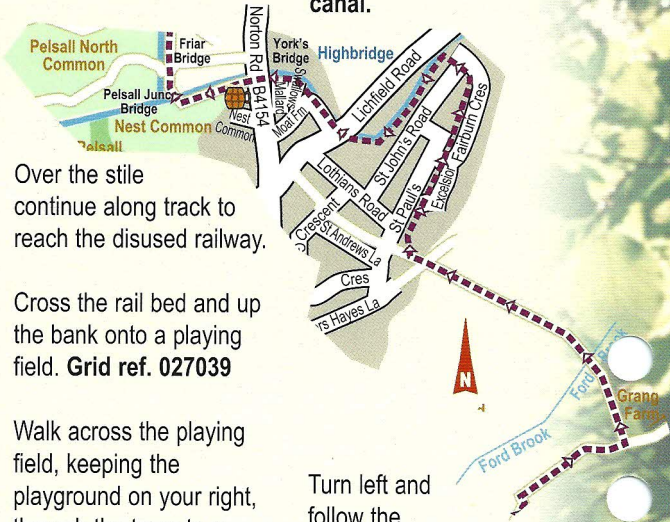 canal.
Pelsall North
Common
Friar
Bridge
Norton Rd
B4154
York's
Bridge
Highbridge
Lichfield Road
Pelsall Junc
Bridge
Nest Common
Nest
Common
Pelsall
Moat Fm
St John's Road
Fairburn Cres
Excelsior
Lothians Road
St Paul's
Crescent
St Andrews La
Cres
rs Hayes La
Over the stile
continue along track to
reach the disused railway.
Cross the rail bed and up
the bank onto a playing
field. Grid ref. 027039
Walk across the playing
field, keeping the
playground on your right,
N
Ford Brook
Ford
Grang
Farm
Turn left and
follow the